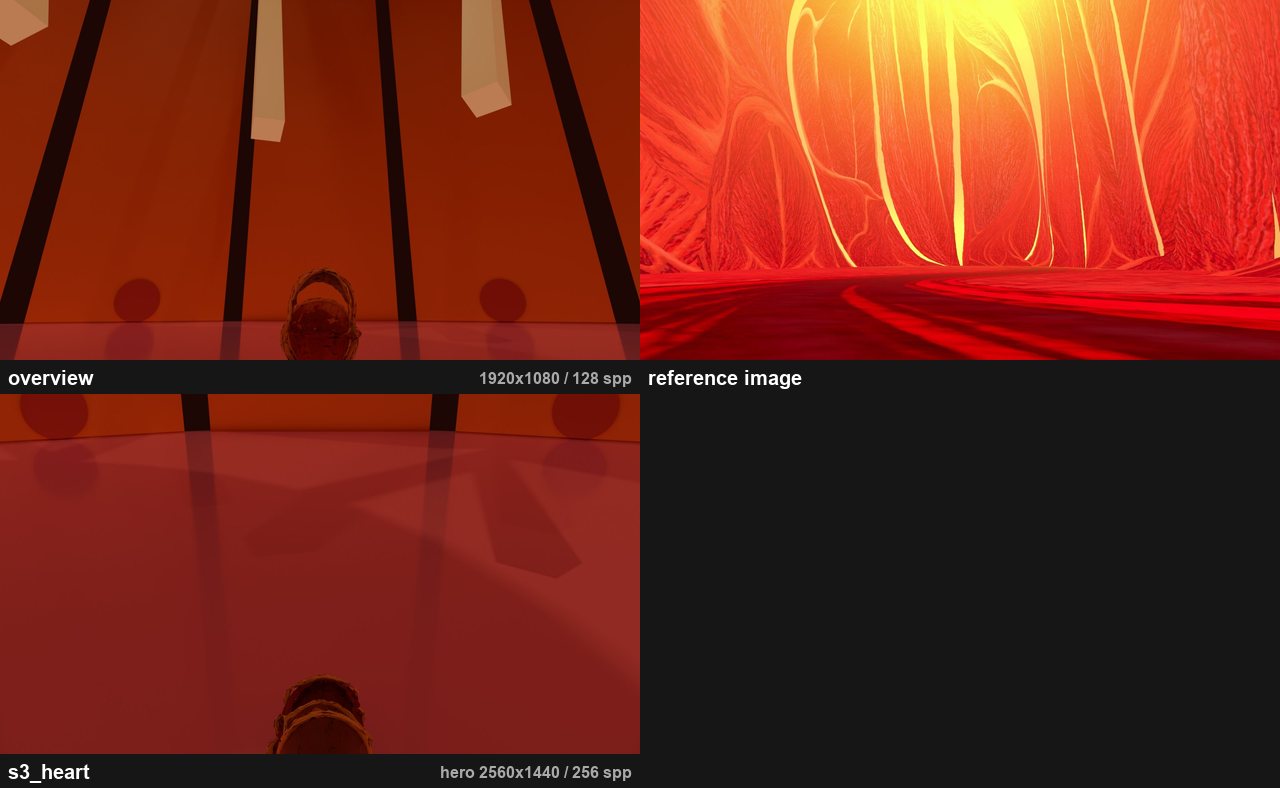 overview
1920x1080 / 128 spp
reference image
s3_heart
hero 2560x1440 / 256 spp